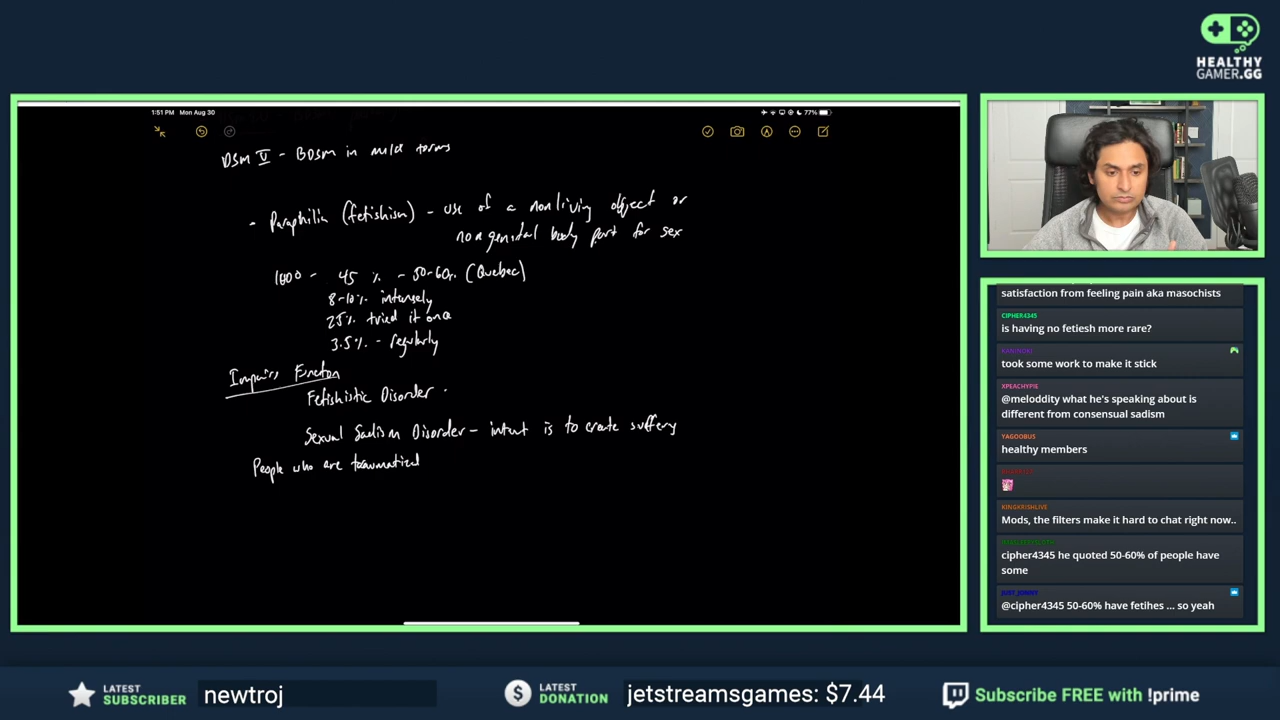 HEALTHY
GAMER.GG
1:51 PM Mon Aug 30
77%
DSM V - BDSM in mild terms
- Paraphilia (fetishism) - use of a nonliving object or
nongenital body part for sex
1000 - 45 % - 50-60% (Quebec)
8-10% intensely
25% tried it once
3.5% - regularly
Impairs Function
Fetishistic Disorder -
Sexual Sadism Disorder - intent is to create suffering
People who are traumatized
satisfaction from feeling pain aka masochists
CIPHER4345
is having no fetiesh more rare?
KANINOKI
took some work to make it stick
XPEACHYPIE
@meloddity what he's speaking about is
different from consensual sadism
YAGOOBUS
healthy members
KINGKRISHLIVE
Mods, the filters make it hard to chat right now..
cipher4345 he quoted 50-60% of people have
some
JUST_JONNY
@cipher4345 50-60% have fetihes ... so yeah
LATEST
SUBSCRIBER
newtroj
LATEST
DONATION
jetstreamsgames: $7.44
Subscribe FREE with !prime